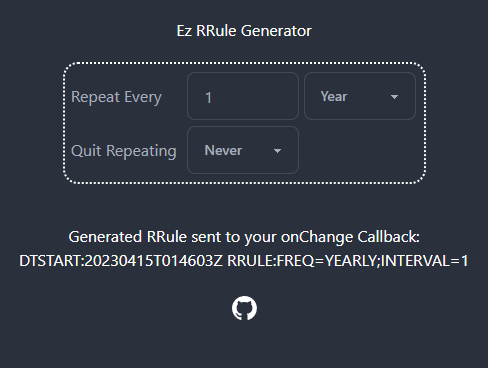 Ez RRule Generator
Repeat Every 1 Year
Quit Repeating Never
Generated RRule sent to your onChange Callback:
DTSTART:20230415T014603Z RRULE:FREQ=YEARLY;INTERVAL=1